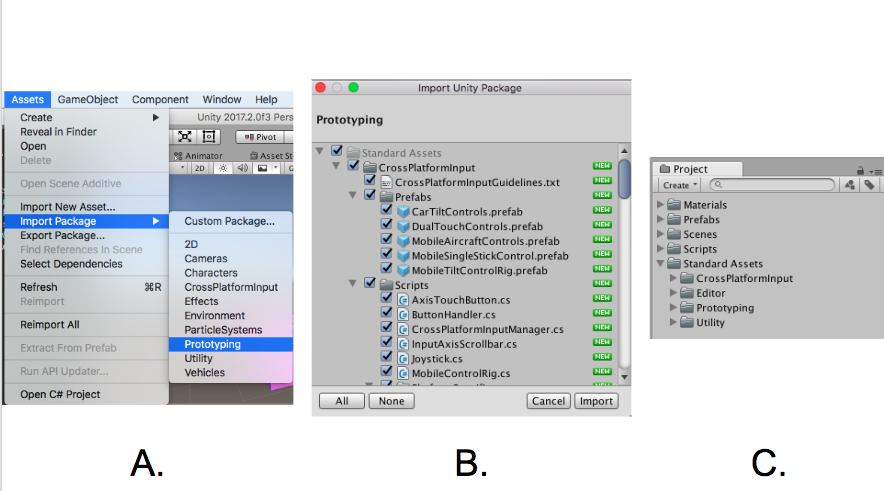 Assets GameObject Component Window Help
Unity 2017.2.0f3 Pers
Create
Reveal in Finder
Open
Delete
Open Scene Additive
Import New Asset...
Import Package
Export Package...
Find References In Scene
Select Dependencies
Refresh ⌘R
Reimport
Reimport All
Extract From Prefab
Run API Updater...
Open C# Project
Pivot
Animator Asset St
2D
Custom Package...
2D
Cameras
Characters
CrossPlatformInput
Effects
Environment
ParticleSystems
Prototyping
Utility
Vehicles
A.
Import Unity Package
Prototyping
Standard Assets
CrossPlatformInput NEW
CrossPlatformInputGuidelines.txt NEW
Prefabs NEW
CarTiltControls.prefab NEW
DualTouchControls.prefab NEW
MobileAircraftControls.prefab NEW
MobileSingleStickControl.prefab NEW
MobileTiltControlRig.prefab NEW
Scripts NEW
AxisTouchButton.cs NEW
ButtonHandler.cs NEW
CrossPlatformInputManager.cs NEW
InputAxisScrollbar.cs NEW
Joystick.cs NEW
MobileControlRig.cs NEW
All None Cancel Import
B.
Project
Create
Materials
Prefabs
Scenes
Scripts
Standard Assets
CrossPlatformInput
Editor
Prototyping
Utility
C.